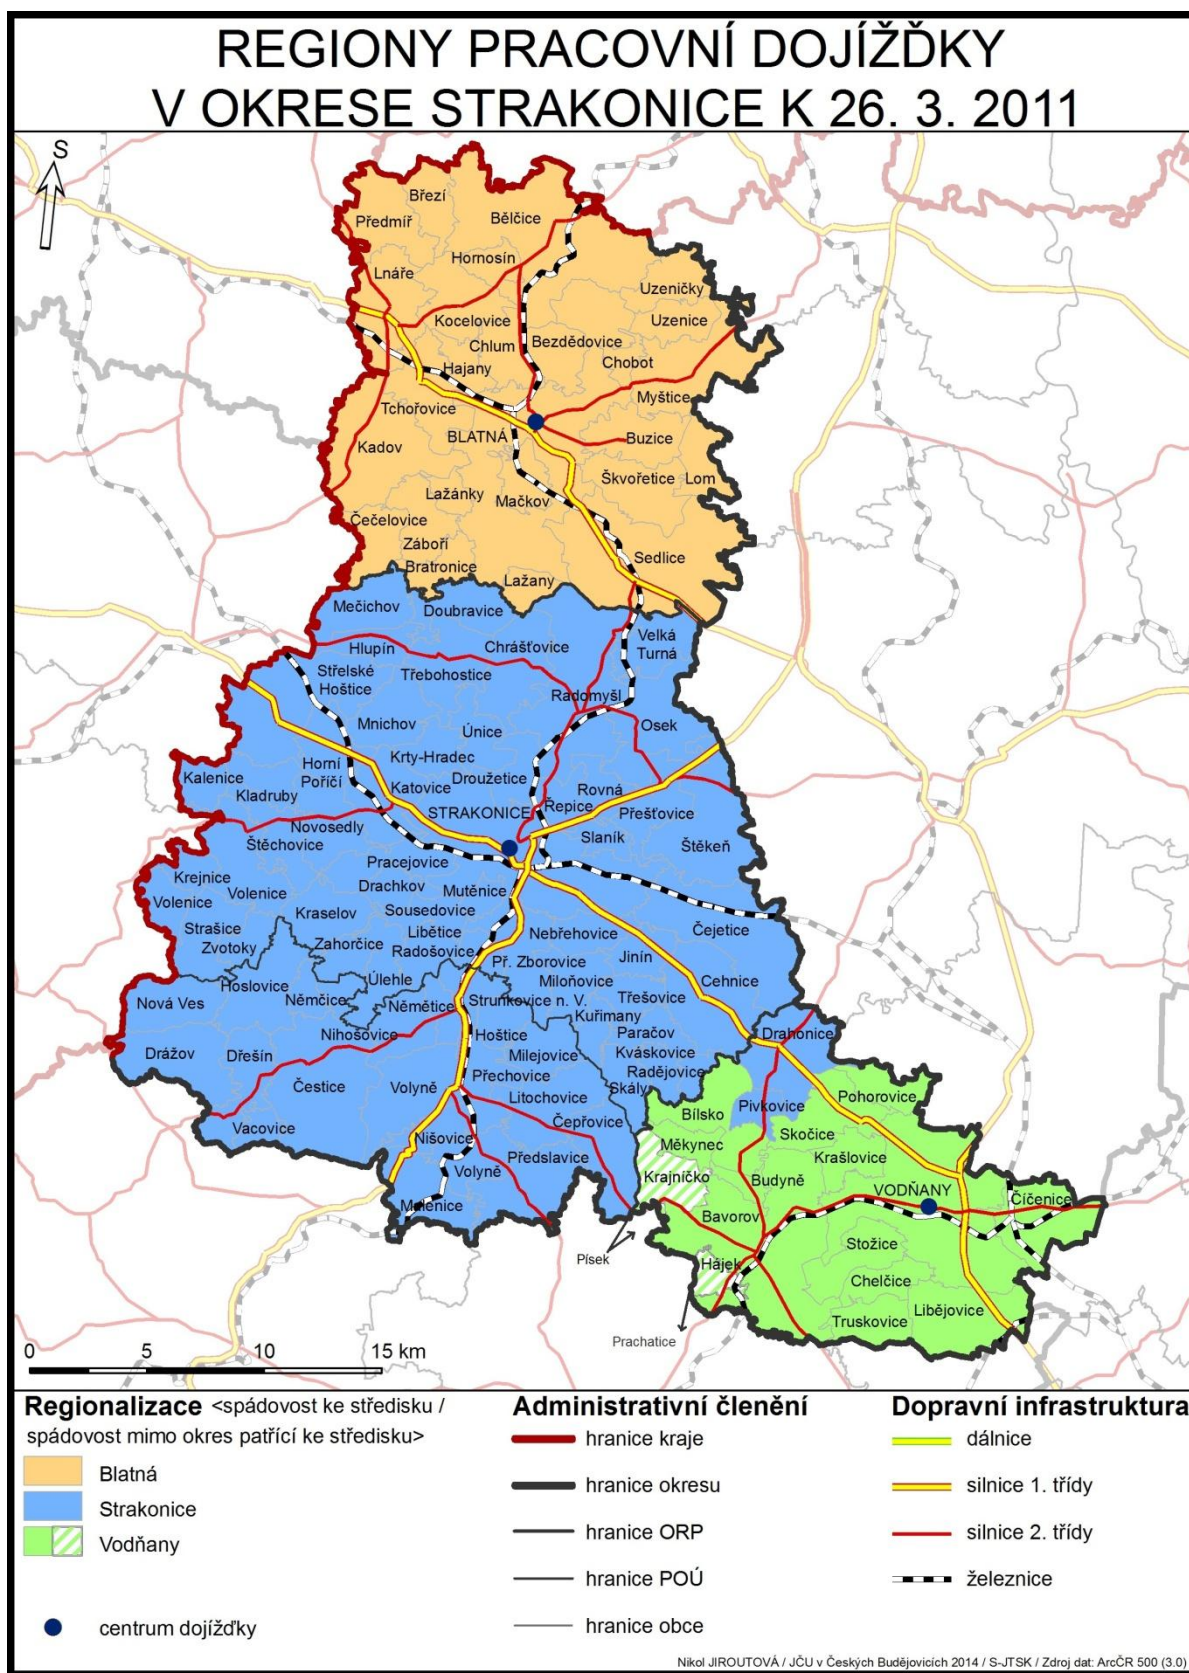 REGIONY PRACOVNÍ DOJÍŽĎKY
V OKRESE STRAKONICE K 26. 3. 2011
S
Březí
Předmíř
Bělčice
Hornosín
Lnáře
Uzeničky
Uzenice
Kocelovice
Chlum
Bezdědovice
Chobot
Hajany
Myštice
Tchořovice
BLATNÁ
Buzice
Kadov
Škvořetice
Lom
Lažánky
Mačkov
Čečelovice
Záboří
Bratronice
Sedlice
Lažany
Mečichov
Doubravice
Velká
Turná
Hlupín
Chrášťovice
Střelské
Hoštice
Třebohostice
Radomyšl
Mnichov
Únice
Osek
Krty-Hradec
Horní
Poříčí
Kalenice
Droužetice
Katovice
Rovná
Kladruby
Řepice
STRAKONICE
Přešťovice
Novosedly
Slaník
Štěchovice
Štěkeň
Pracejovice
Krejnice
Drachkov
Mutěnice
Volenice
Volenice
Kraselov
Sousedovice
Strašice
Libětice
Nebřehovice
Čejetice
Zvotoky
Zahorčice
Radošovice
Př. Zborovice
Jinín
Hoslovice
Úlehle
Miloňovice
Cehnice
Nová Ves
Němčice
Němětice
Strunkovice n. V.
Třešovice
Kuřimany
Nihošovice
Hoštice
Paračov
Drahonice
Drážov
Dřešín
Milejovice
Kváskovice
Přechovice
Radějovice
Čestice
Volyně
Litochovice
Skály
Pohorovice
Bílsko
Pivkovice
Vacovice
Čepřovice
Skočice
Nišovice
Měkynec
Předslavice
Krašlovice
Volyně
Krajníčko
Budyně
VODŇANY
Číčenice
Malenice
Bavorov
Stožice
Písek
Hájek
Chelčice
Libějovice
Truskovice
Prachatice
0 5 10 15 km
Regionalizace <spádovost ke středisku /
spádovost mimo okres patřící ke středisku>
Blatná
Strakonice
Vodňany
centrum dojížďky
Administrativní členění
hranice kraje
hranice okresu
hranice ORP
hranice POÚ
hranice obce
Dopravní infrastruktura
dálnice
silnice 1. třídy
silnice 2. třídy
železnice
Nikol JIROUTOVÁ / JČU v Českých Budějovicích 2014 / S-JTSK / Zdroj dat: ArcČR 500 (3.0)